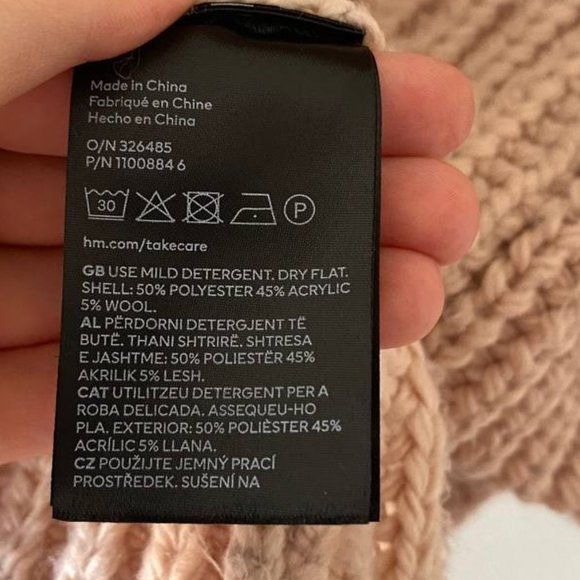 Made in China
Fabriqué en Chine
Hecho en China
O/N 326485
P/N 1100884 6
30 P
hm.com/takecare
GB USE MILD DETERGENT. DRY FLAT.
SHELL: 50% POLYESTER 45% ACRYLIC
5% WOOL.
AL PËRDORNI DETERGJENT TË
BUTË. THANI SHTRIRË. SHTRESA
E JASHTME: 50% POLIESTËR 45%
AKRILIK 5% LESH.
CAT UTILITZEU DETERGENT PER A
ROBA DELICADA. ASSEQUEU-HO
PLA. EXTERIOR: 50% POLIÈSTER 45%
ACRÍLIC 5% LLANA.
CZ POUŽIJTE JEMNÝ PRACÍ
PROSTŘEDEK. SUŠENÍ NA